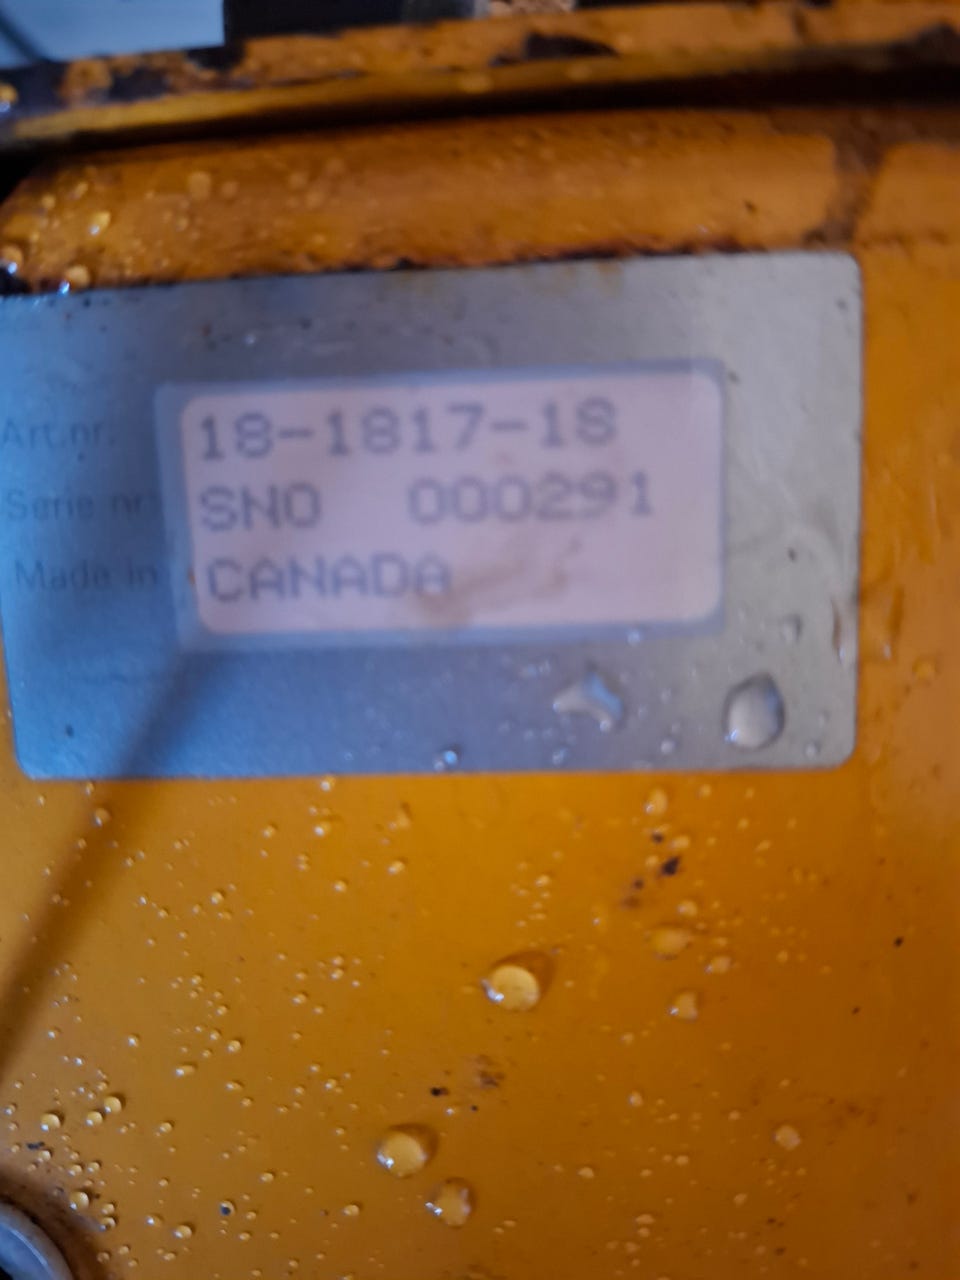 Art.nr. 18-1817-18
Serie nr SNO 000291
Made in CANADA